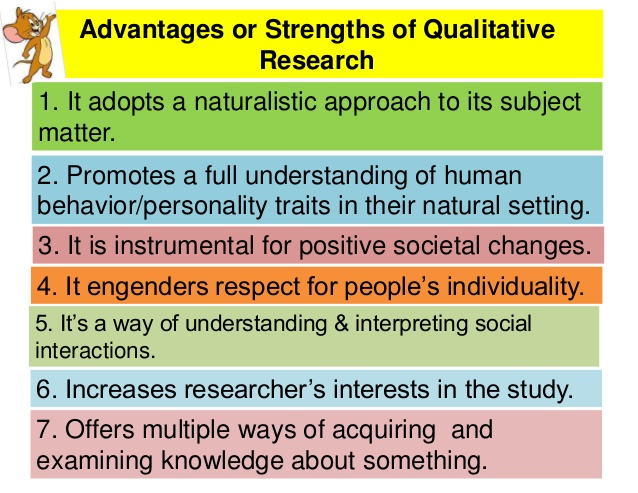 Advantages or Strengths of Qualitative
Research
1. It adopts a naturalistic approach to its subject
matter.
2. Promotes a full understanding of human
behavior/personality traits in their natural setting.
3. It is instrumental for positive societal changes.
4. It engenders respect for people’s individuality.
5. It’s a way of understanding & interpreting social
interactions.
6. Increases researcher’s interests in the study.
7. Offers multiple ways of acquiring and
examining knowledge about something.